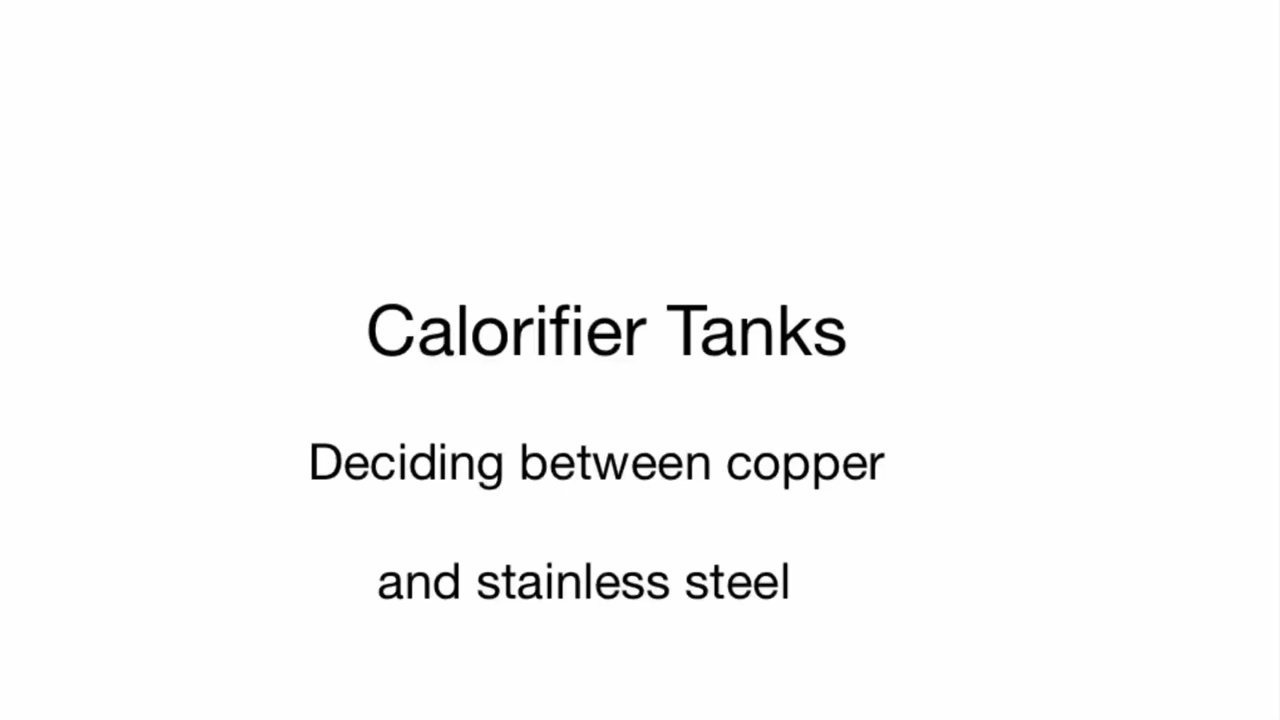 Calorifier Tanks
Deciding between copper
and stainless steel